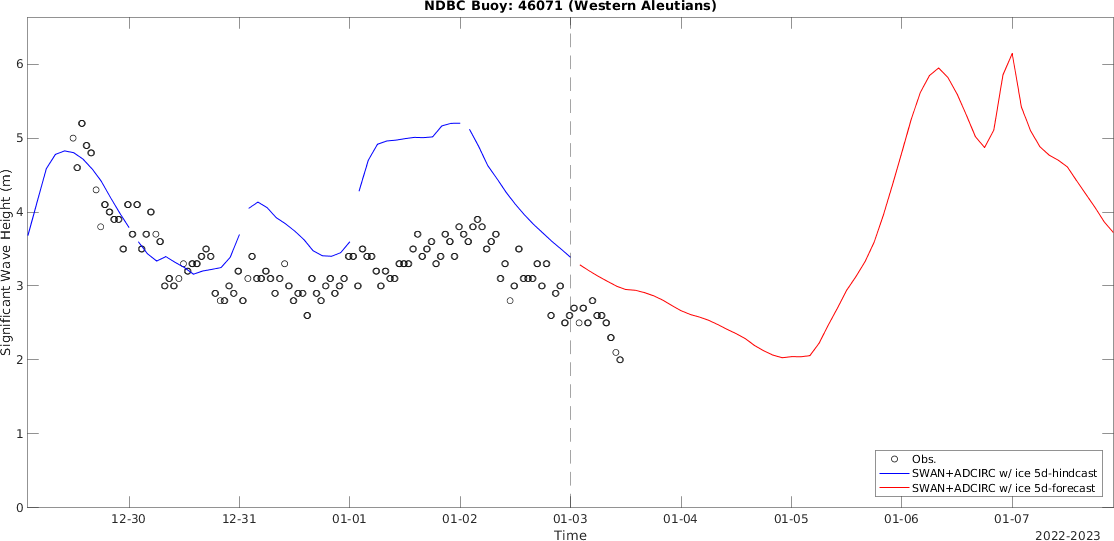 NDBC Buoy: 46071 (Western Aleutians)
Significant Wave Height (m)
6
5
4
3
2
1
0
12-30 12-31 01-01 01-02 01-03 01-04 01-05 01-06 01-07
Time
2022-2023
Obs.
SWAN+ADCIRC w/ ice 5d-hindcast
SWAN+ADCIRC w/ ice 5d-forecast